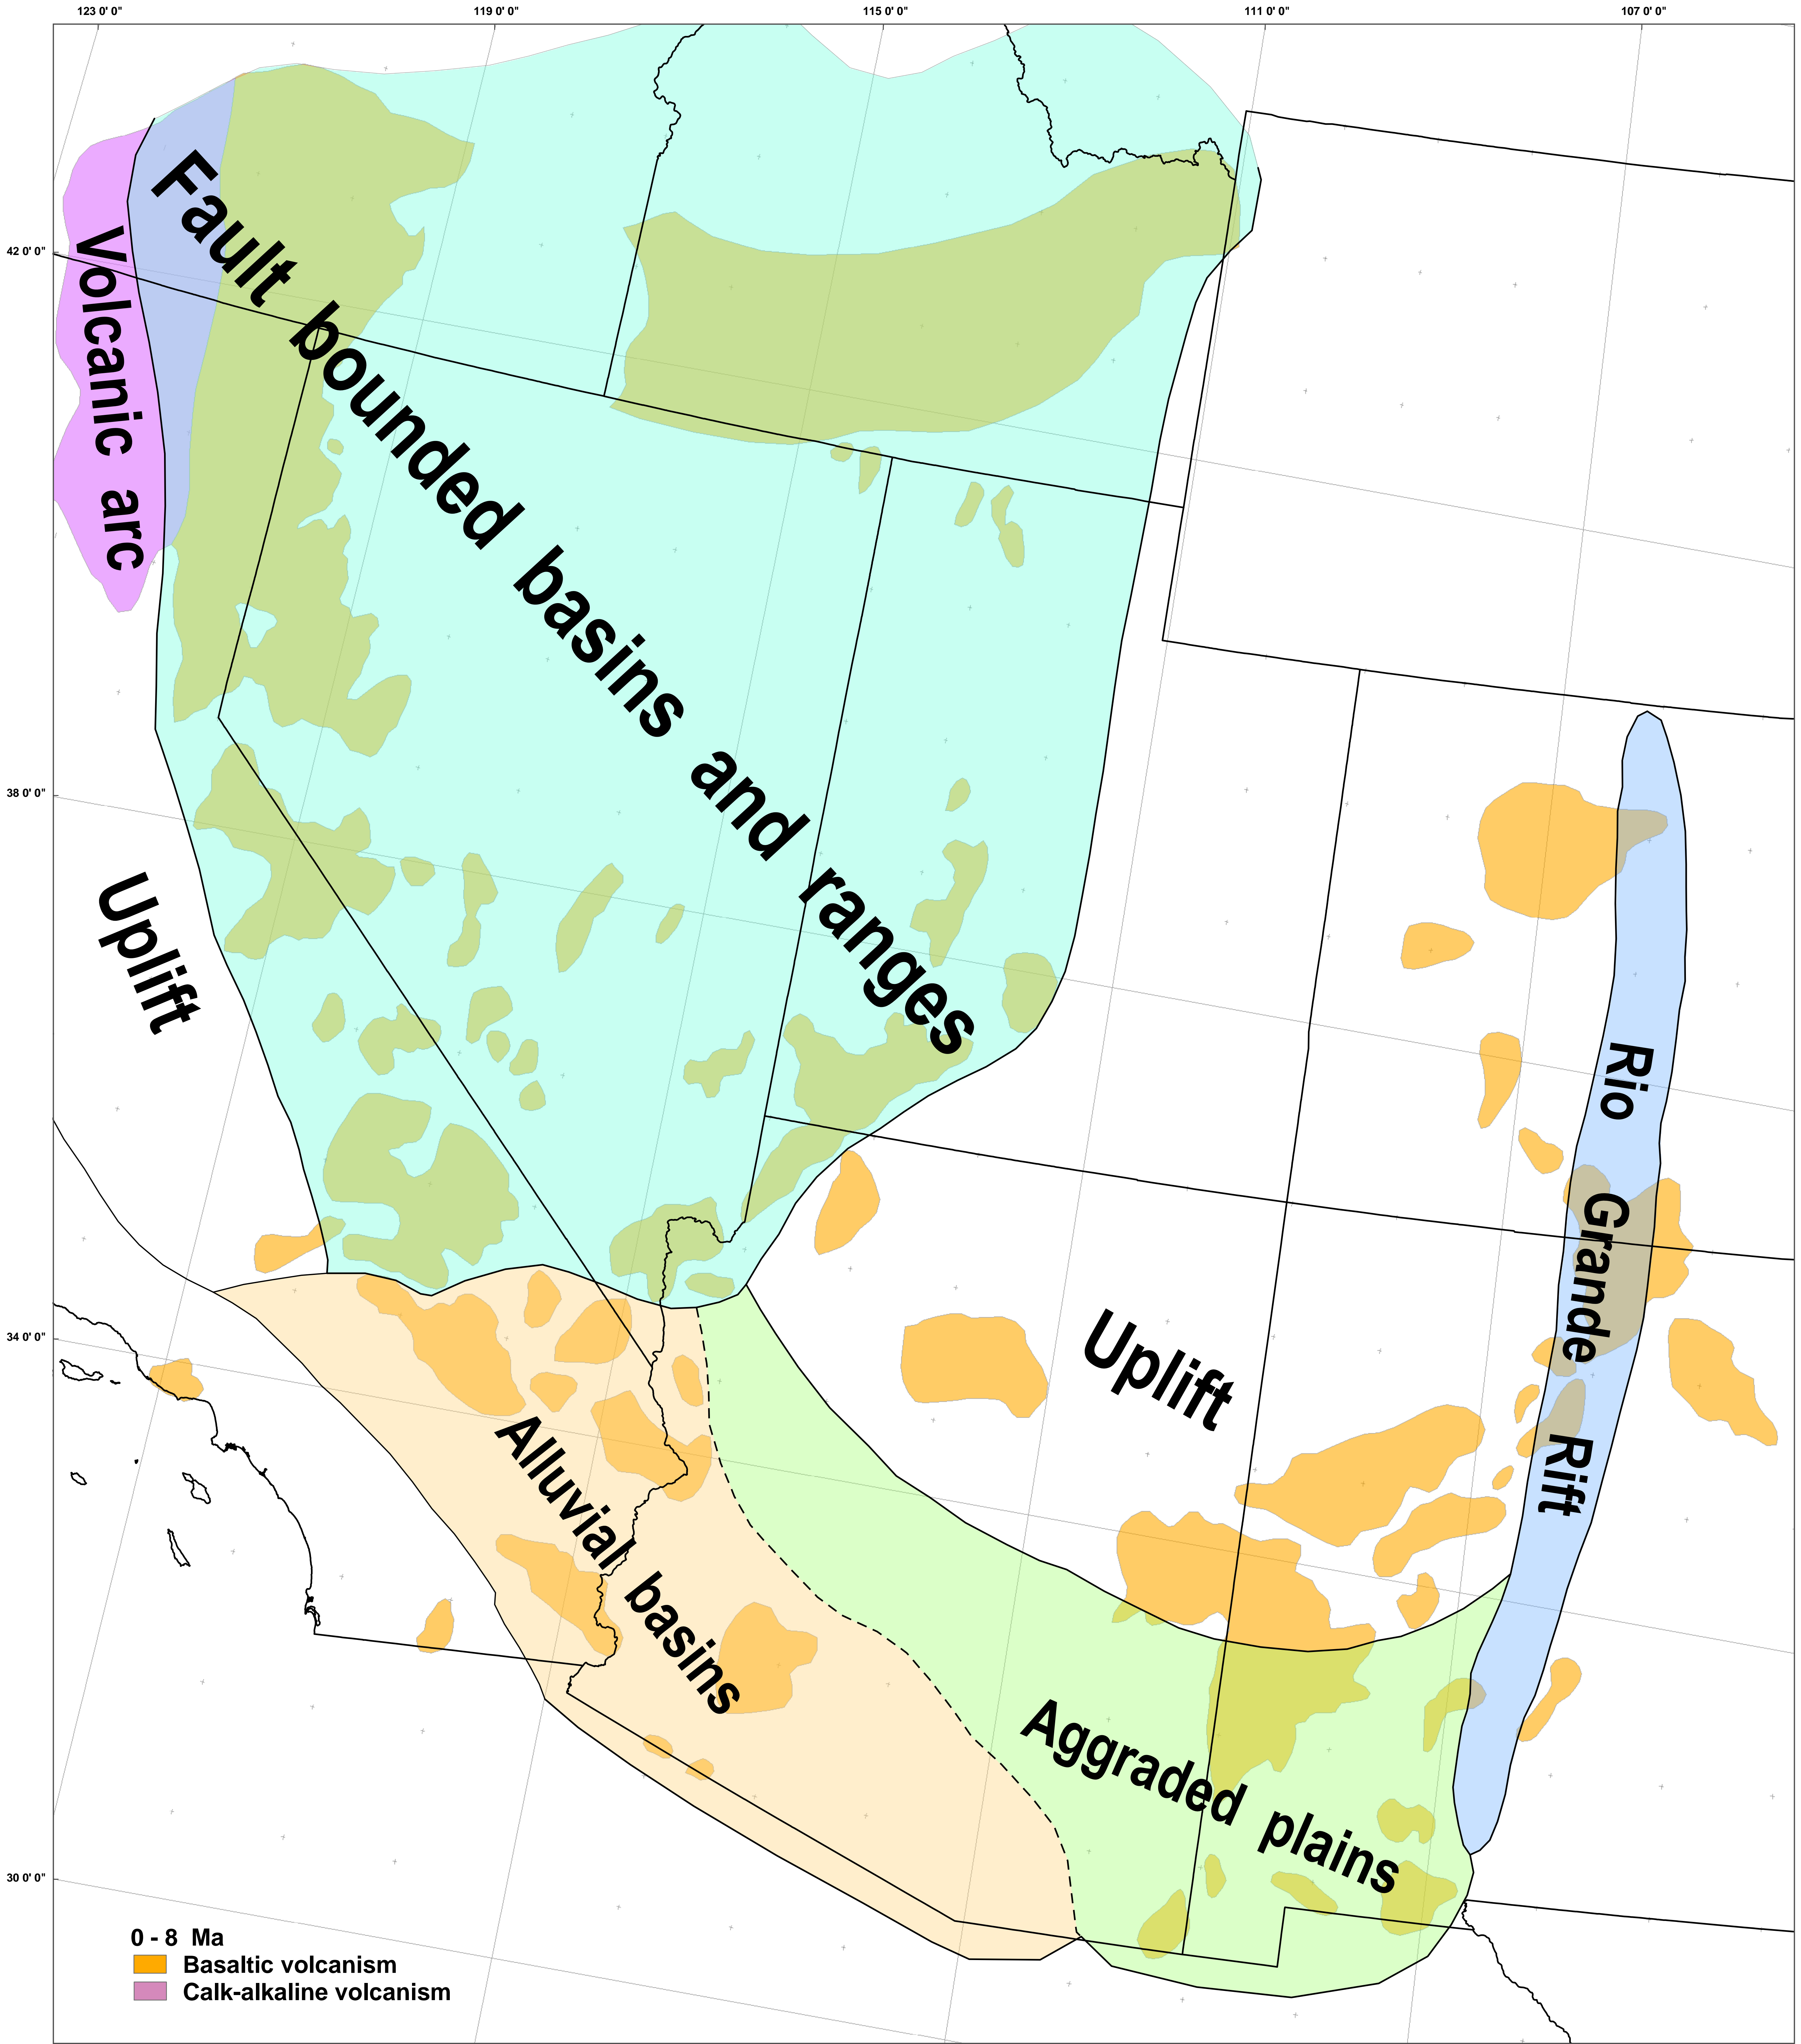 123 0' 0"
119 0' 0"
115 0' 0"
111 0' 0"
107 0' 0"
42 0' 0"
38 0' 0"
34 0' 0"
30 0' 0"
Volcanic arc
Fault bounded basins and ranges
Uplift
Rio Grande Rift
Uplift
Alluvial basins
Aggraded plains
0 - 8 Ma
Basaltic volcanism
Calk-alkaline volcanism